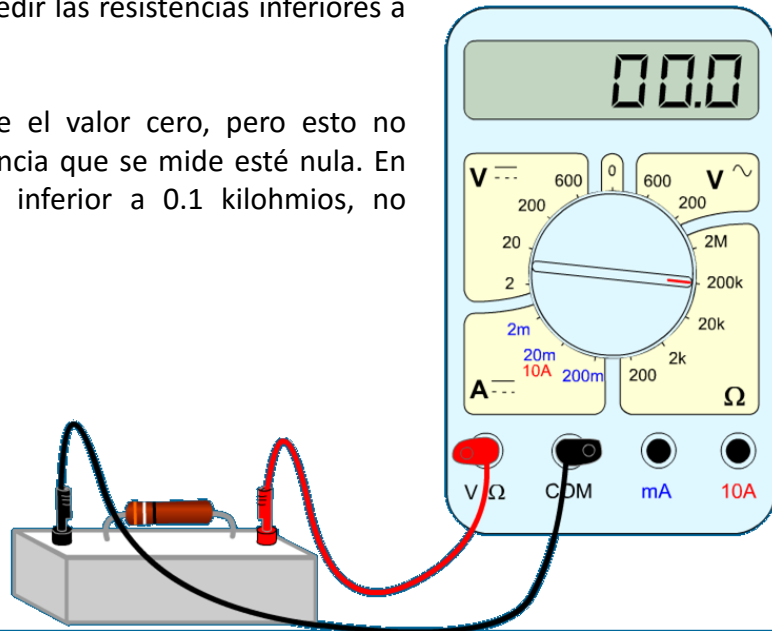 edir las resistencias inferiores a
e el valor cero, pero esto no
ncia que se mide esté nula. En
inferior a 0.1 kilohmios, no
00.0
V 600 0 600 V
200 200
20 2M
2 200k
2m 20k
20m 2k
10A 200m 200
A Ω
V Ω COM mA 10A